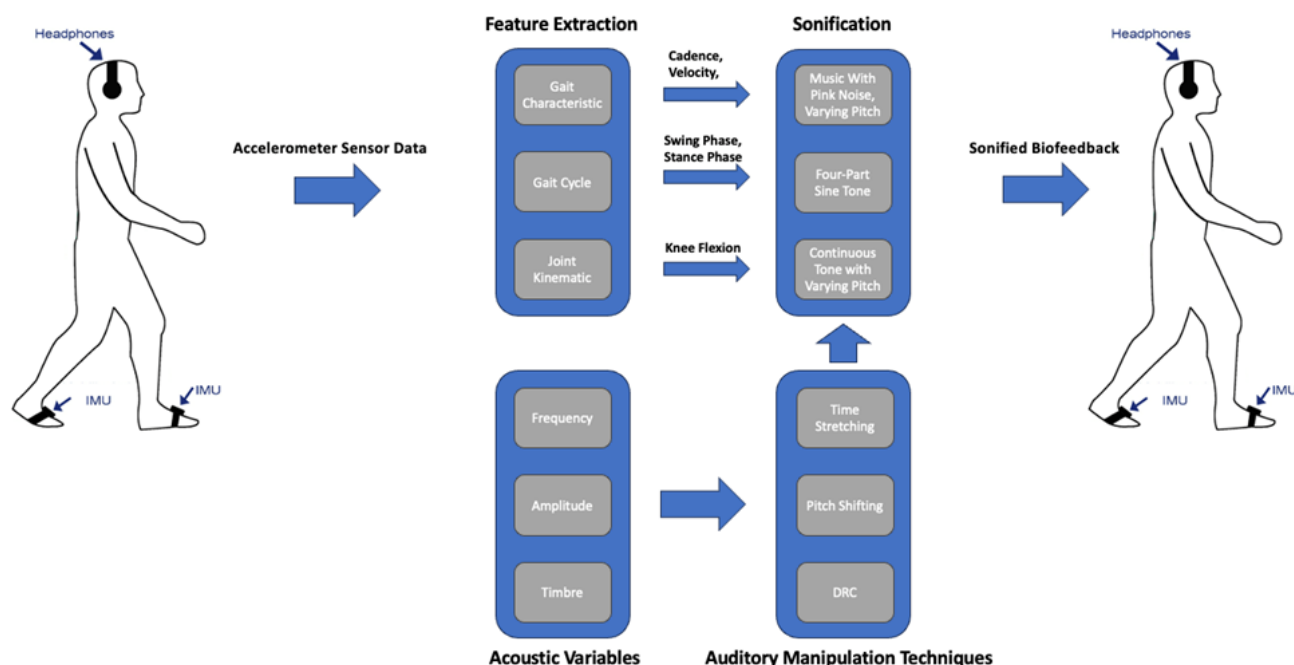 Feature Extraction
Sonification
Headphones
Headphones
Gait
Characteristic
Cadence,
Velocity,
Music With
Pink Noise,
Varying Pitch
Accelerometer Sensor Data
Gait Cycle
Swing Phase,
Stance Phase
Four-Part
Sine Tone
Sonified Biofeedback
Joint
Kinematic
Knee Flexion
Continuous
Tone with
Varying Pitch
IMU
IMU
IMU
IMU
Frequency
Time
Stretching
Amplitude
Pitch Shifting
Timbre
DRC
Acoustic Variables
Auditory Manipulation Techniques